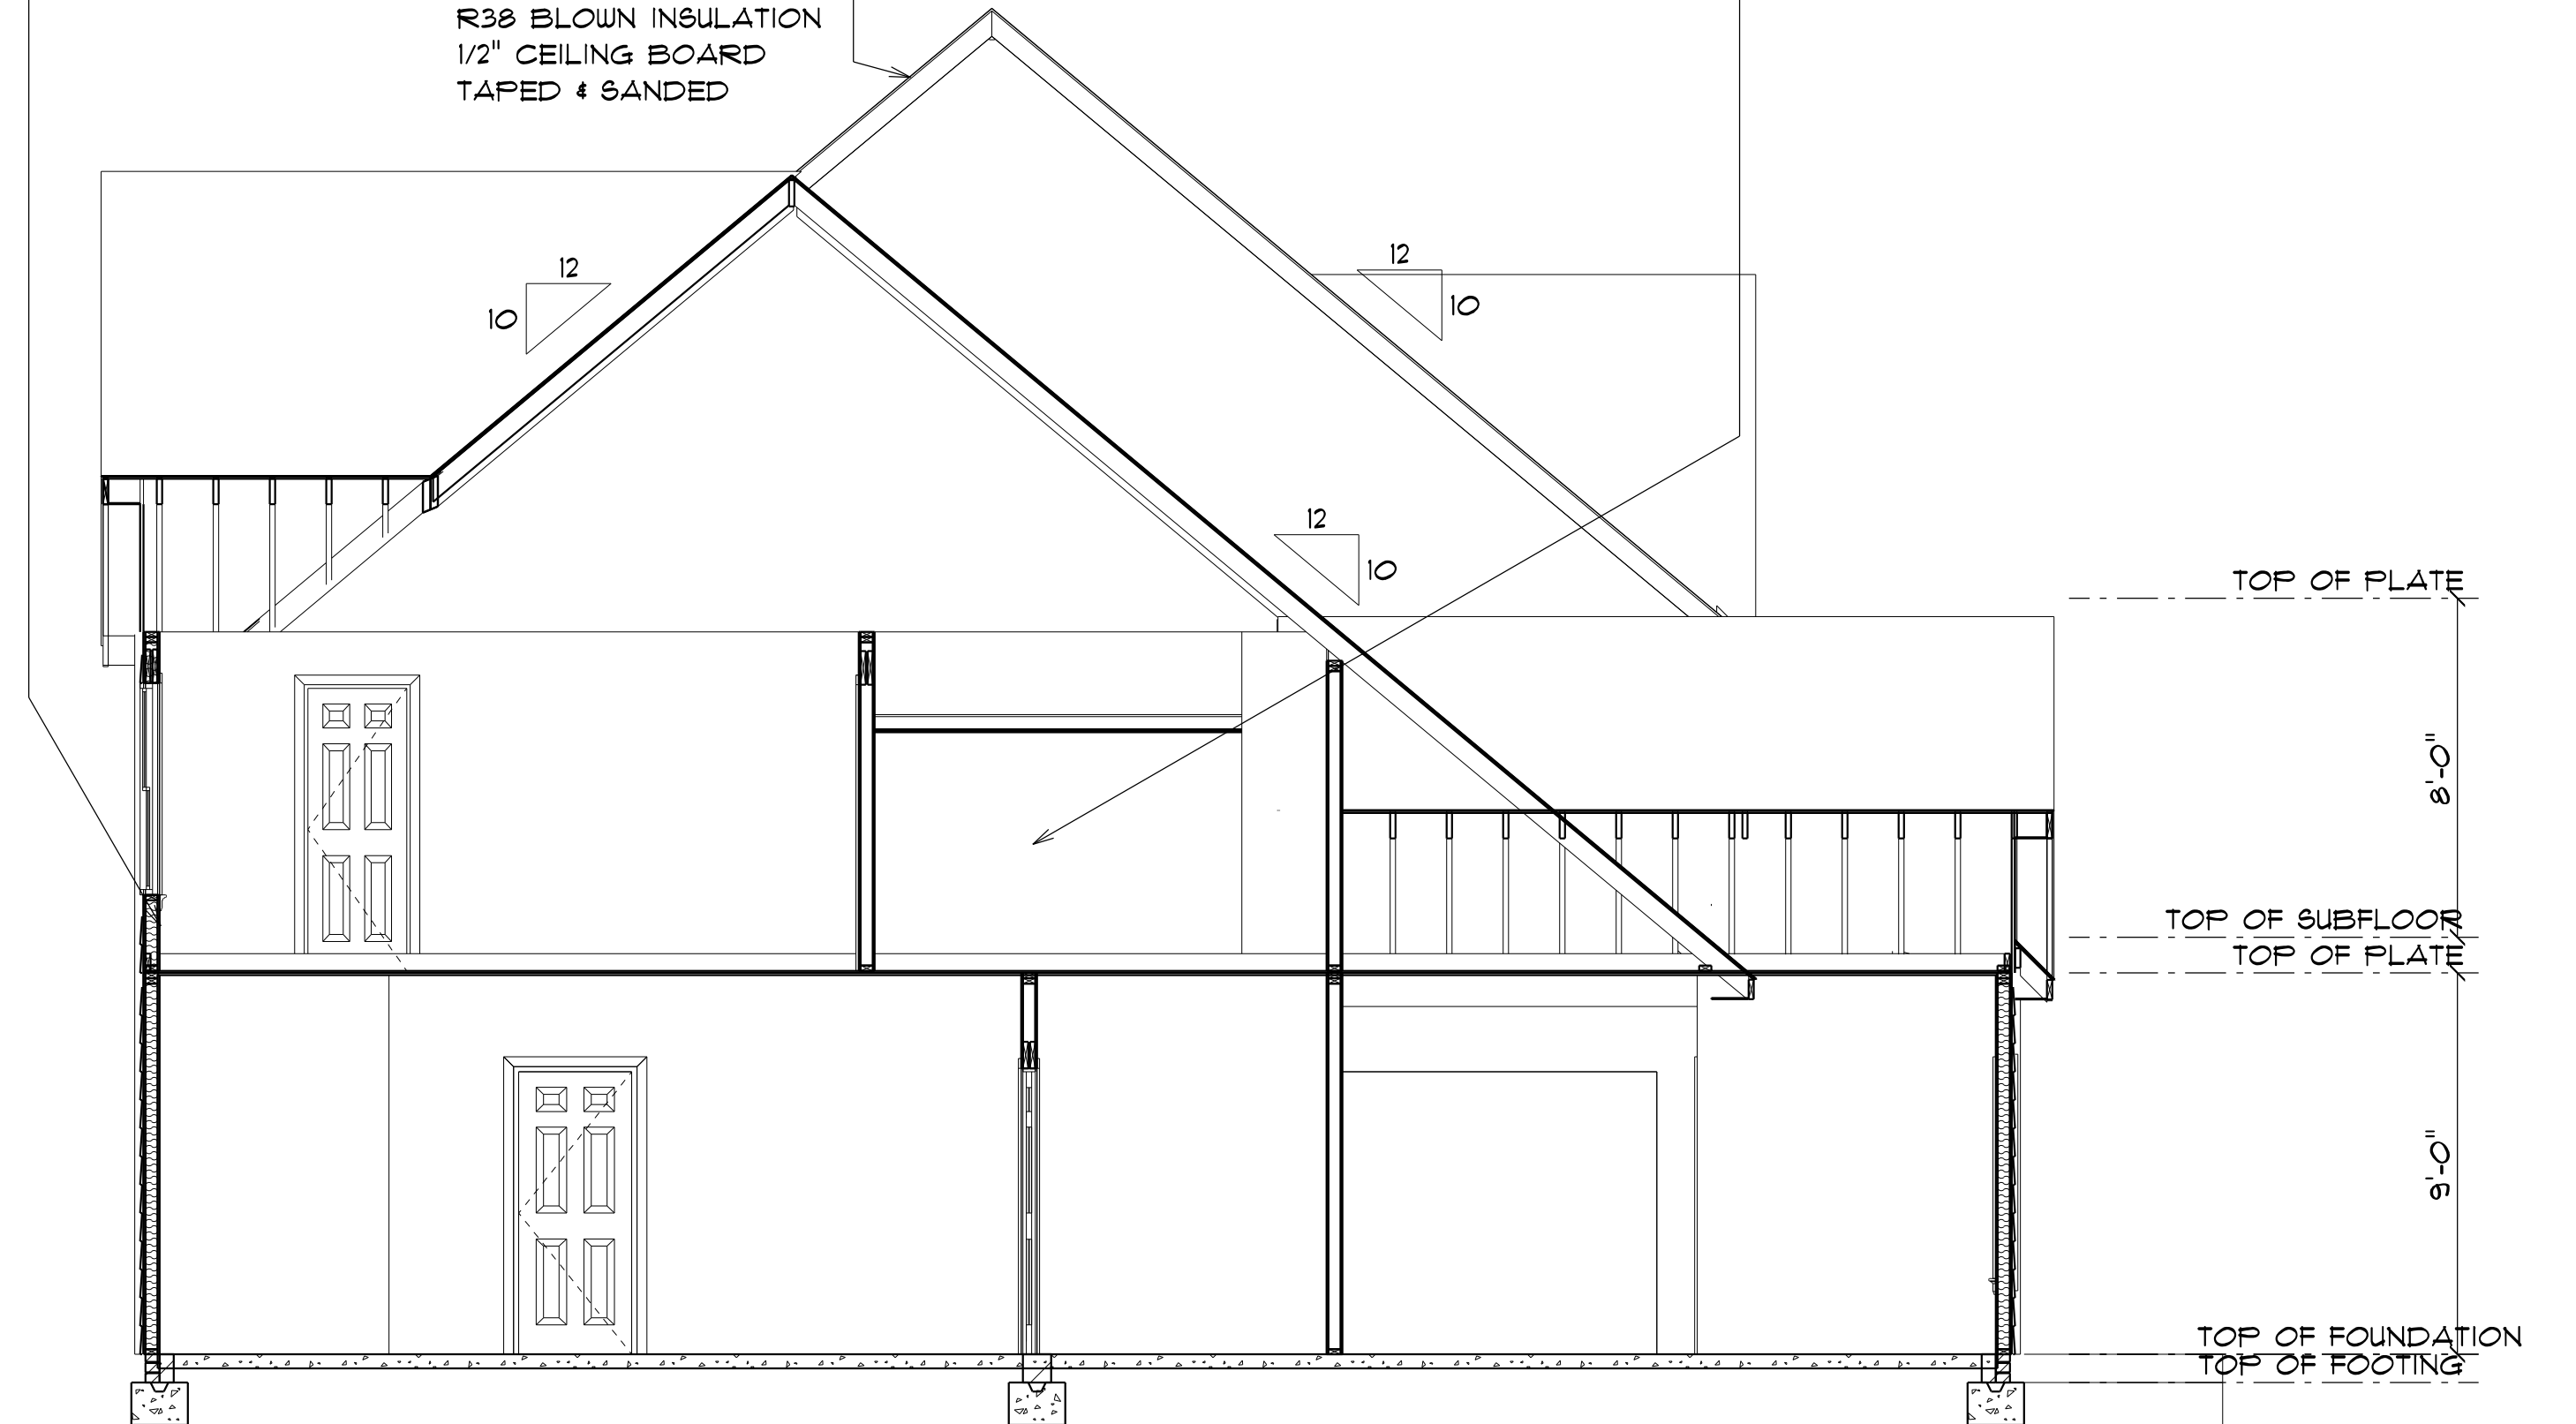 R38 BLOWN INSULATION
1/2" CEILING BOARD
TAPED & SANDED
12
10
12
10
12
10
TOP OF PLATE
8'-0"
TOP OF SUBFLOOR
TOP OF PLATE
9'-0"
TOP OF FOUNDATION
TOP OF FOOTING